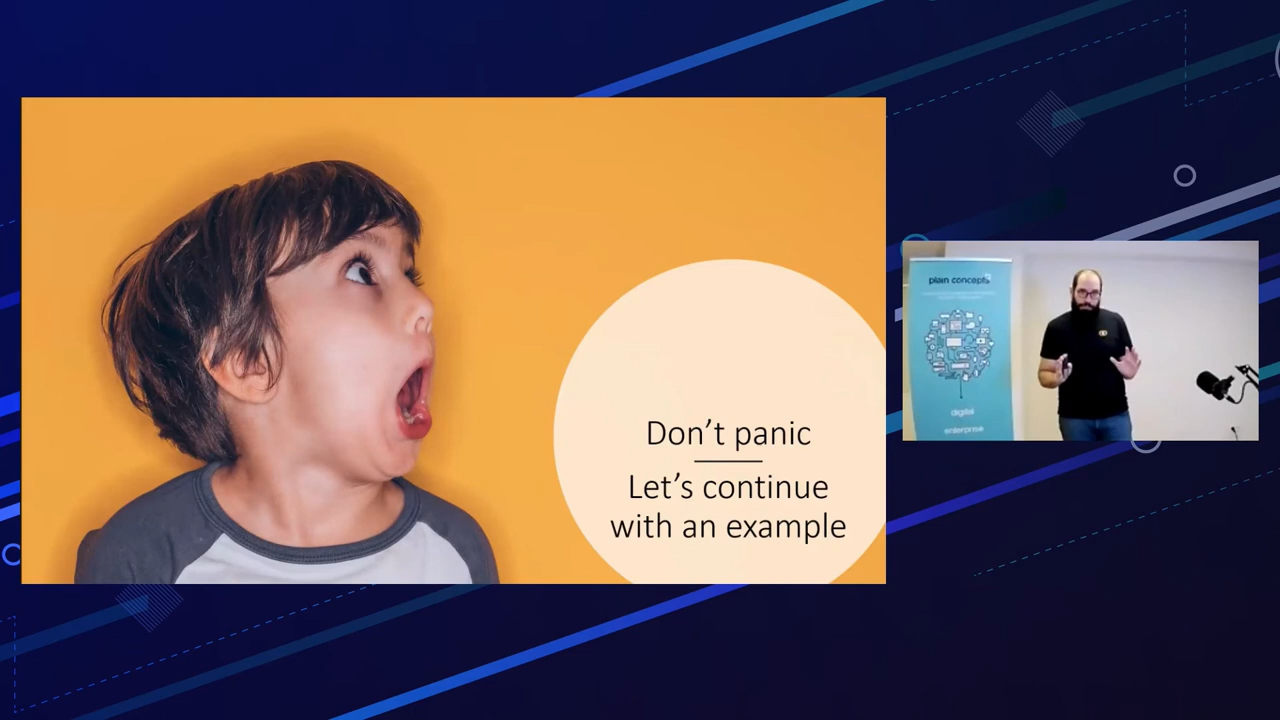 Don't panic
Let's continue
with an example
plain concepts
digital
enterprise